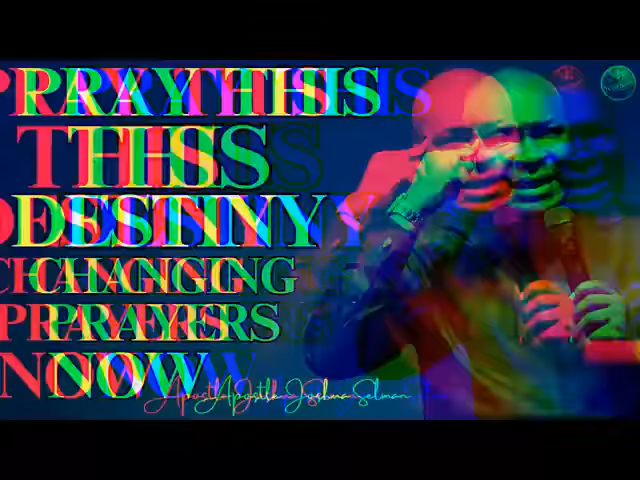 PRAY THIS
THIS
DESTINY
CHANGING
PRAYERS
NOW
Apostle Joshua Selman